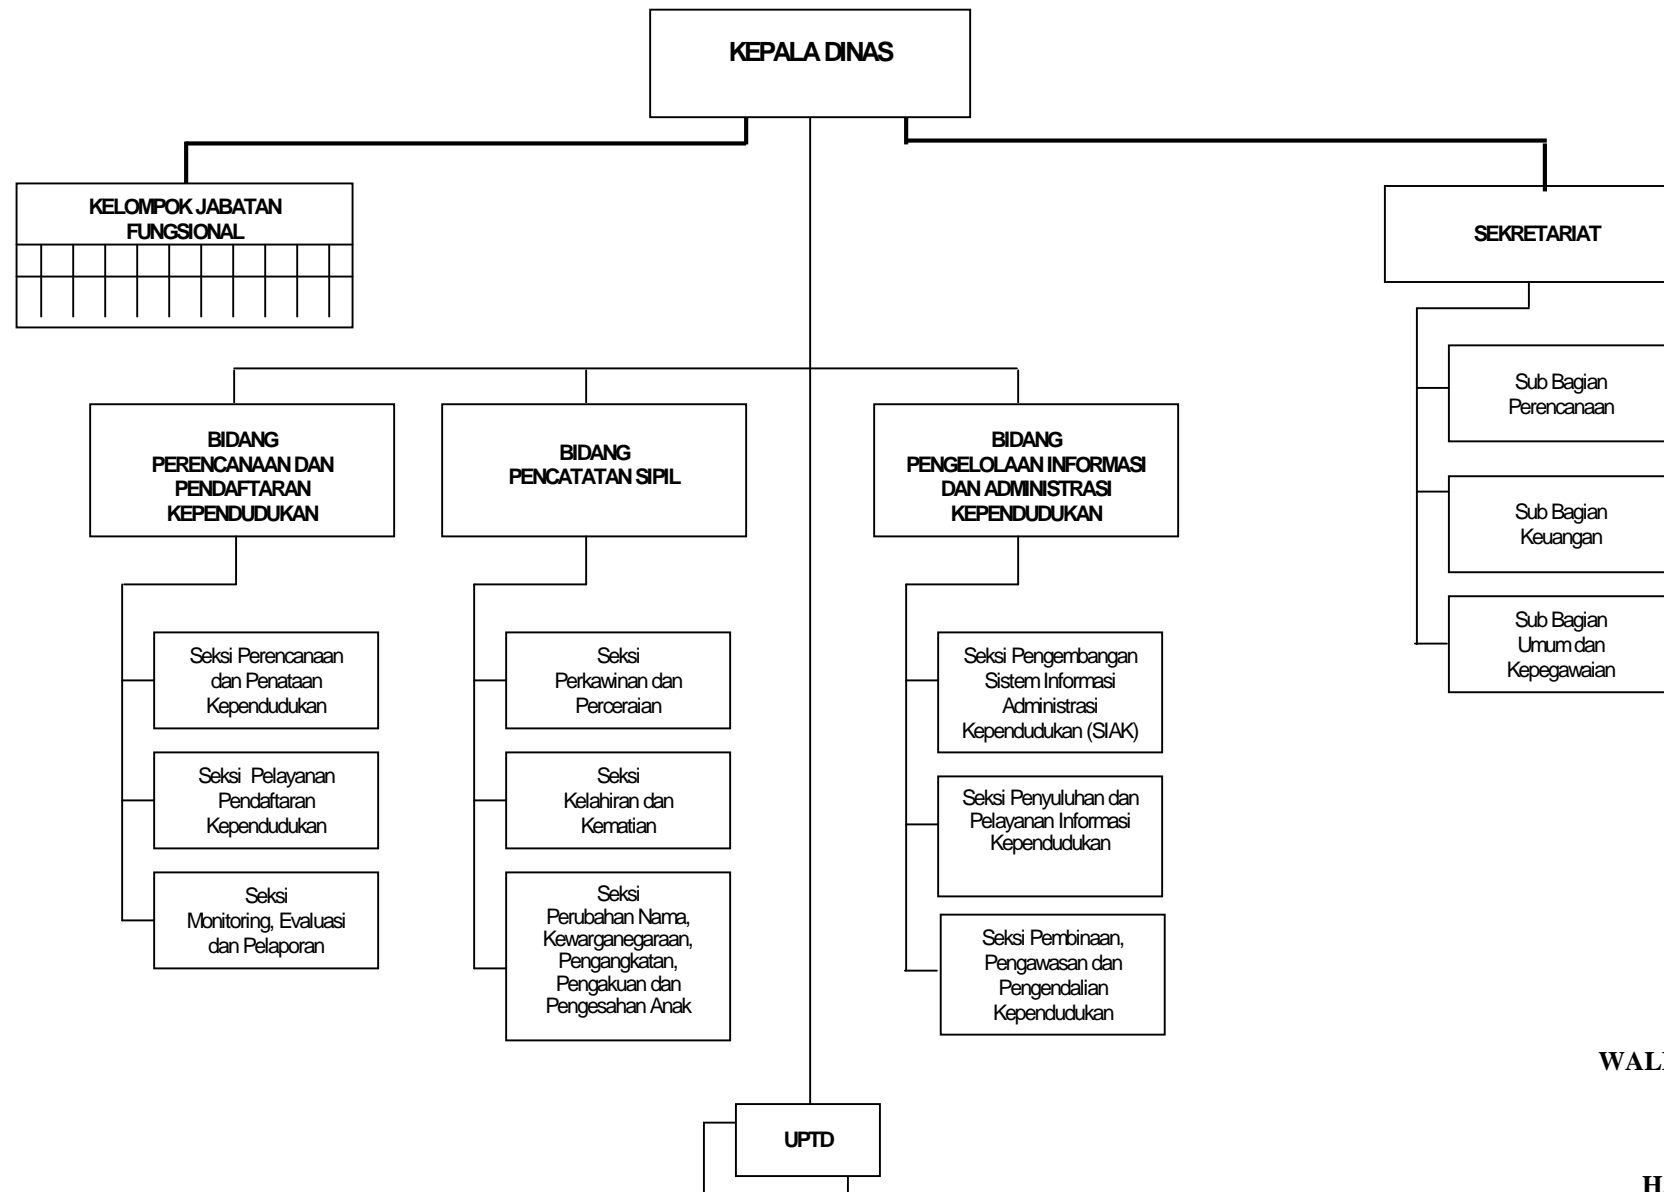 KEPALA DINAS
KELOMPOK JABATAN
FUNGSIONAL
SEKRETARIAT
Sub Bagian
Perencanaan
Sub Bagian
Keuangan
Sub Bagian
Umum dan
Kepegawaian
BIDANG
PERENCANAAN DAN
PENDAFTARAN
KEPENDUDUKAN
Seksi Perencanaan
dan Penataan
Kependudukan
Seksi Pelayanan
Pendaftaran
Kependudukan
Seksi
Monitoring, Evaluasi
dan Pelaporan
BIDANG
PENCATATAN SIPIL
Seksi
Perkawinan dan
Perceraian
Seksi
Kelahiran dan
Kematian
Seksi
Perubahan Nama,
Kewarganegaraan,
Pengangkatan,
Pengakuan dan
Pengesahan Anak
BIDANG
PENGELOLAAN INFORMASI
DAN ADMINISTRASI
KEPENDUDUKAN
Seksi Pengembangan
Sistem Informasi
Administrasi
Kependudukan (SIAK)
Seksi Penyuluhan dan
Pelayanan Informasi
Kependudukan
Seksi Pembinaan,
Pengawasan dan
Pengendalian
Kependudukan
UPTD